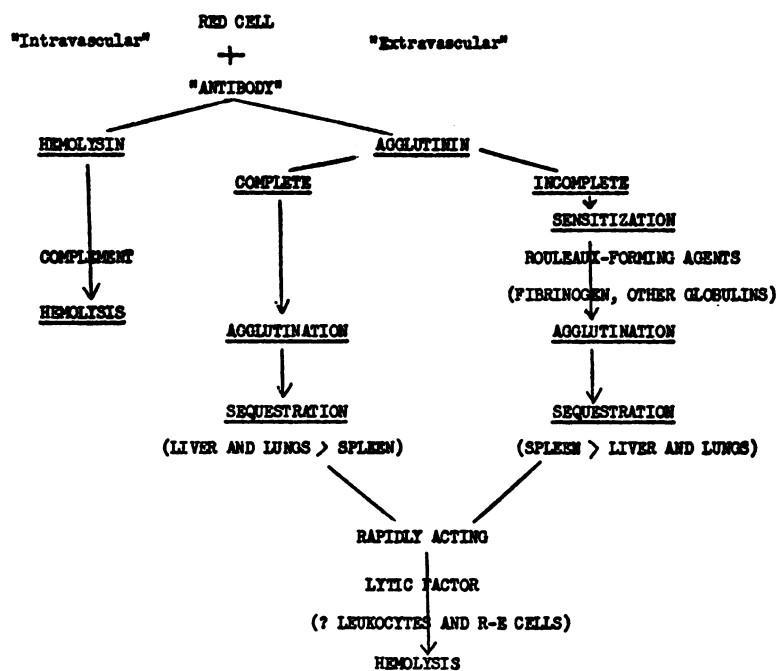 RED CELL
"Intravascular"
+
"Extravascular"
"ANTIBODY"
HEMOLYSIN
AGGLUTININ
COMPLETE
INCOMPLETE
SENSITIZATION
COMPLEMENT
ROULEAUX-FORMING AGENTS
(FIBRINOGEN, OTHER GLOBULINS)
HEMOLYSIS
AGGLUTINATION
AGGLUTINATION
SEQUESTRATION
SEQUESTRATION
(LIVER AND LUNGS > SPLEEN)
(SPLEEN > LIVER AND LUNGS)
RAPIDLY ACTING
LYTIC FACTOR
(? LEUKOCYTES AND R-E CELLS)
HEMOLYSIS